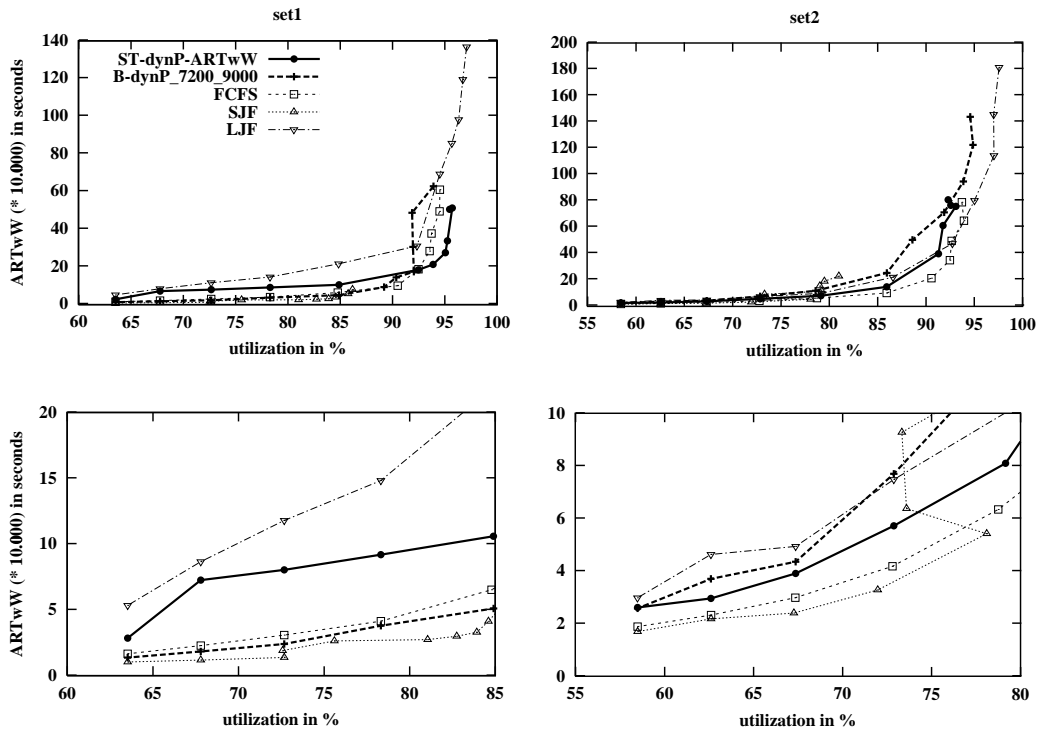 set1
set2
ARTwW (* 10.000) in seconds
140
120
100
80
60
40
20
0
ST-dynP-ARTwW
B-dynP_7200_9000
FCFS
SJF
LJF
60 65 70 75 80 85 90 95 100
utilization in %
200
180
160
140
120
100
80
60
40
20
0
55 60 65 70 75 80 85 90 95 100
utilization in %
ARTwW (* 10.000) in seconds
20
15
10
5
0
60 65 70 75 80 85
utilization in %
10
8
6
4
2
0
55 60 65 70 75 80
utilization in %